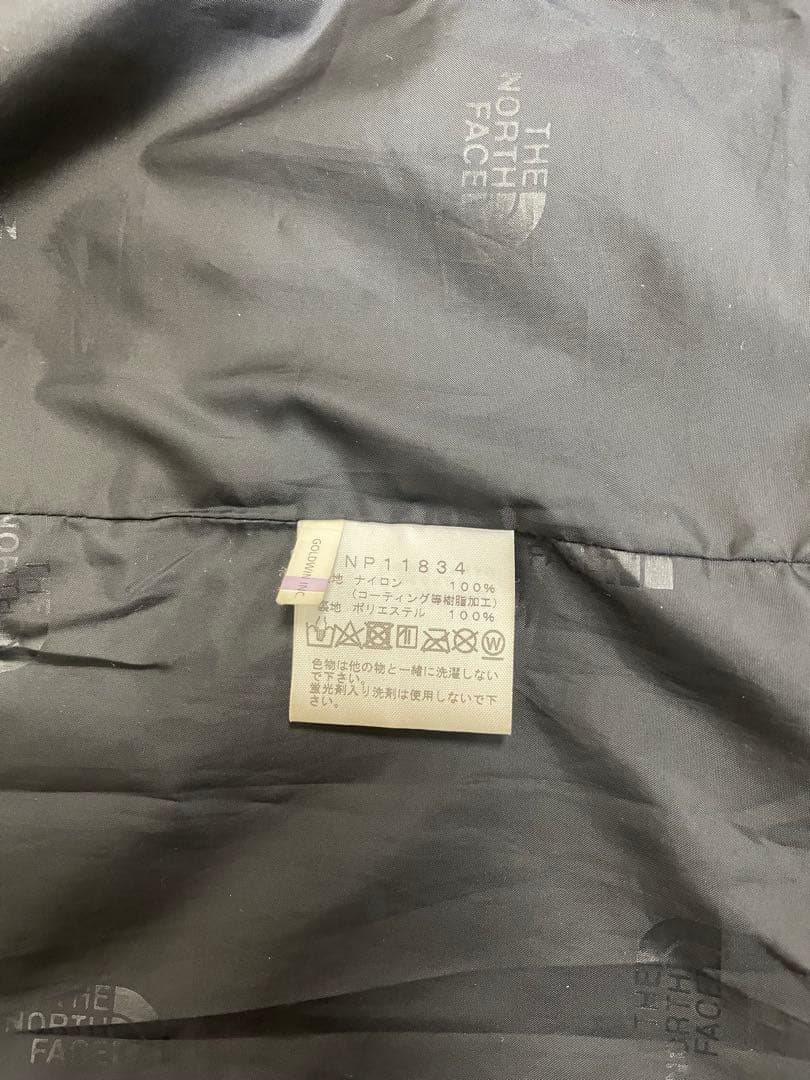 THE
NORTH
FACE
GOLDWIN INC.
NP11834
地 ナイロン 100%
(コーティング等樹脂加工)
裏地 ポリエステル 100%
W
色物は他の物と一緒に洗濯しない
で下さい。
蛍光剤入り洗剤は使用しないで下
さい。
THE
NORTH
FACE
THE
NORTH
FACE